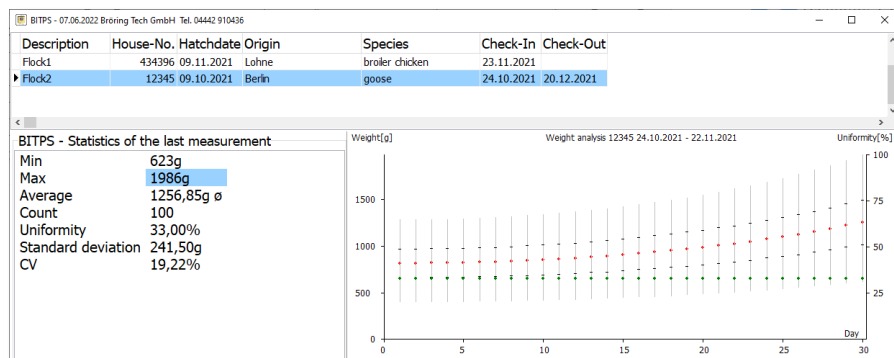 BITPS - 07.06.2022 Bröring Tech GmbH Tel. 04442 910436
Description House-No. Hatchdate Origin Species Check-In Check-Out
Flock1 434396 09.11.2021 Lohne broiler chicken 23.11.2021
Flock2 12345 09.10.2021 Berlin goose 24.10.2021 20.12.2021
BITPS - Statistics of the last measurement
Min 623g
Max 1986g
Average 1256,85g ø
Count 100
Uniformity 33,00%
Standard deviation 241,50g
CV 19,22%
Weight[g] Weight analysis 12345 24.10.2021 - 22.11.2021 Uniformity[%]
100
1500 75
1000 50
500 25
Day
0
0 5 10 15 20 25 30